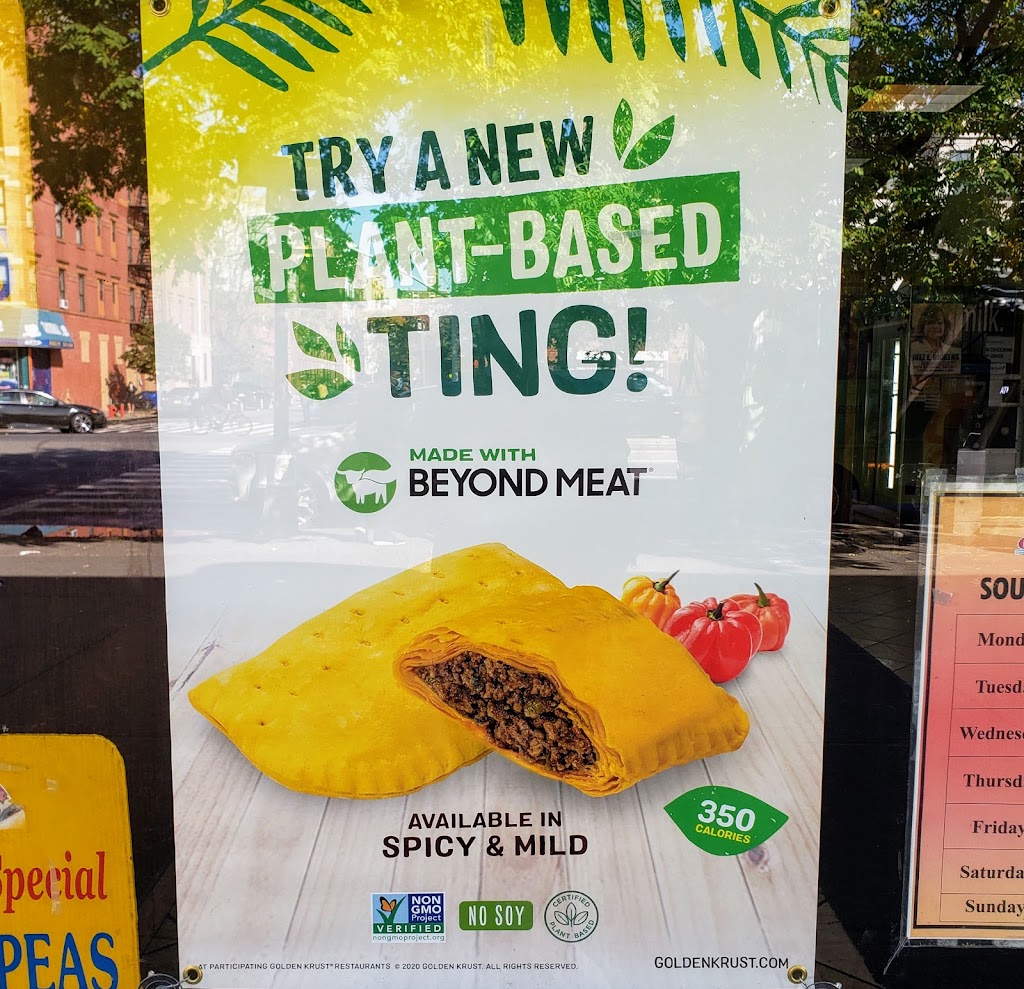 TRY A NEW
PLANT-BASED
TING!
MADE WITH
BEYOND MEAT®
AVAILABLE IN
SPICY & MILD
350
CALORIES
NON
GMO
Project
VERIFIED
nongmoproject.org
NO SOY
CERTIFIED
PLANT BASED
AT PARTICIPATING GOLDEN KRUST® RESTAURANTS © 2020 GOLDEN KRUST. ALL RIGHTS RESERVED.
GOLDENKRUST.COM
Special
PEAS
milk.
SOU
Mond
Tuesd
Wednes
Thursd
Friday
Saturda
Sunday